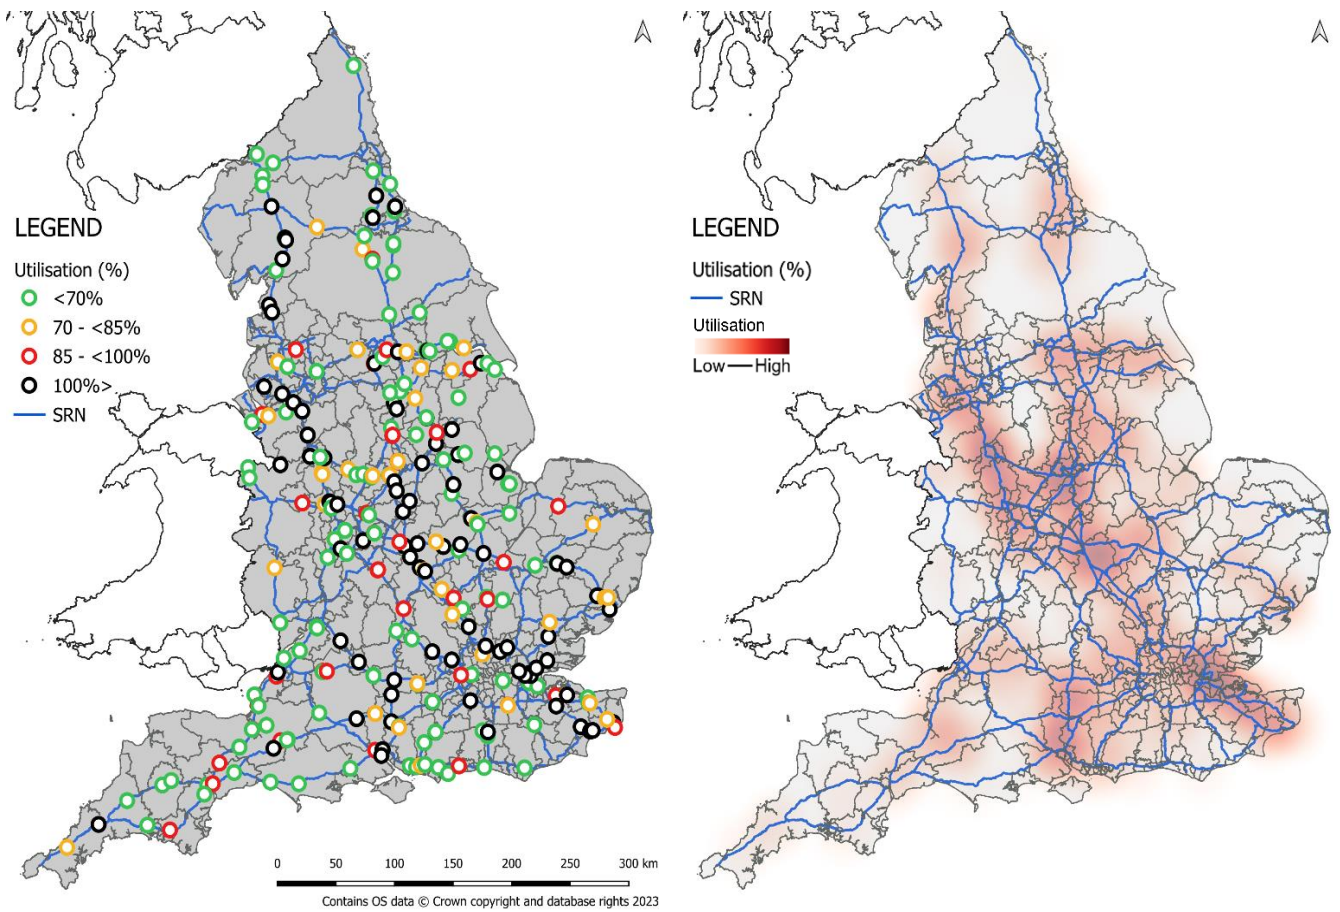 LEGEND
Utilisation (%)
<70%
70 - <85%
85 - <100%
100%>
SRN
0 50 100 150 200 250 300 km
Contains OS data © Crown copyright and database rights 2023
LEGEND
Utilisation (%)
SRN
Utilisation
Low — High